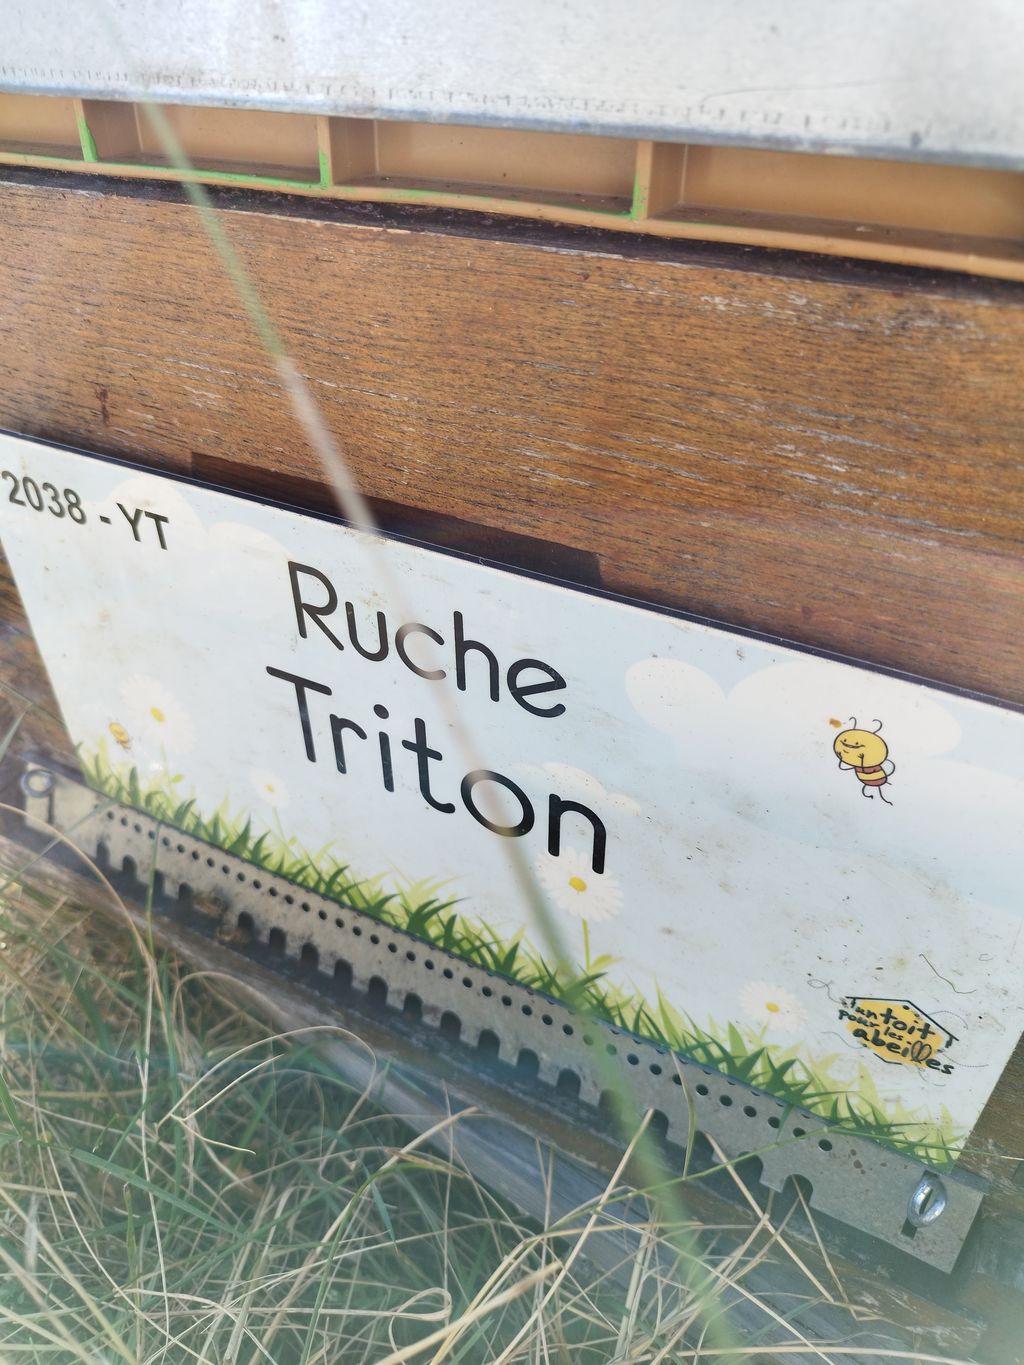 2038 - YT
Ruche
Triton
un toit
pour les
abeilles